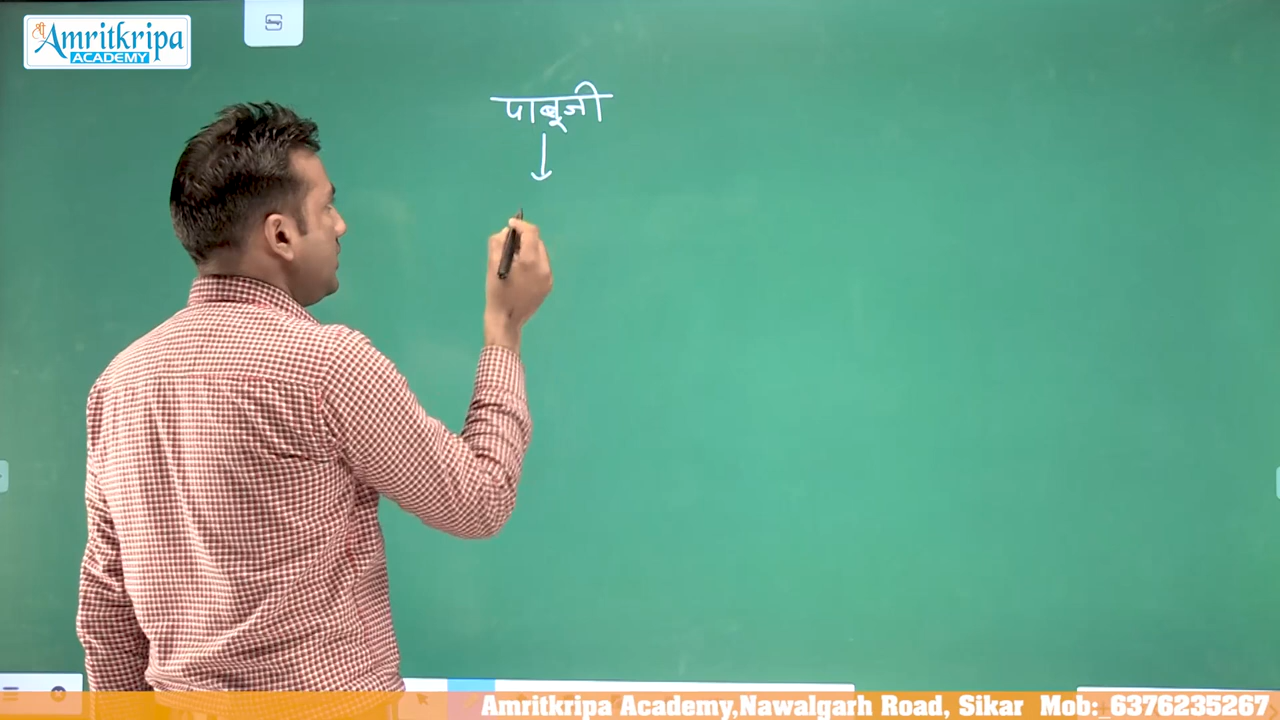 श्री Amritkripa
ACADEMY
पाबूजी
Amritkripa Academy,Nawalgarh Road, Sikar Mob: 6376235267